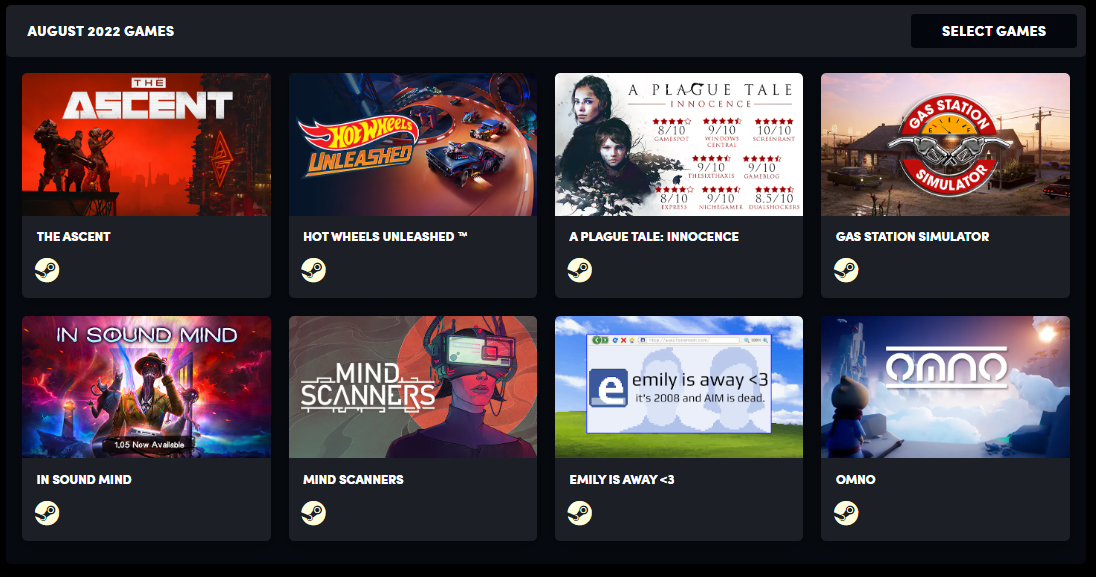 AUGUST 2022 GAMES
SELECT GAMES
THE
ASCENT
HOT WHEELS
UNLEASHED
A PLAGUE TALE
INNOCENCE
8/10
GAMESPOT
9/10
WINDOWS
CENTRAL
10/10
SCREENRANT
9/10
THESIXTHAXIS
9/10
GAMEBLOG
8/10
EXPRESS
9/10
NICHEGAMER
8.5/10
DUALSHOCKERS
GAS STATION
SIMULATOR
THE ASCENT
HOT WHEELS UNLEASHED ™
A PLAGUE TALE: INNOCENCE
GAS STATION SIMULATOR
IN SOUND MIND
1.05 Now Available
MIND
SCANNERS
e
emily is away <3
it's 2008 and AIM is dead.
OMNO
IN SOUND MIND
MIND SCANNERS
EMILY IS AWAY <3
OMNO